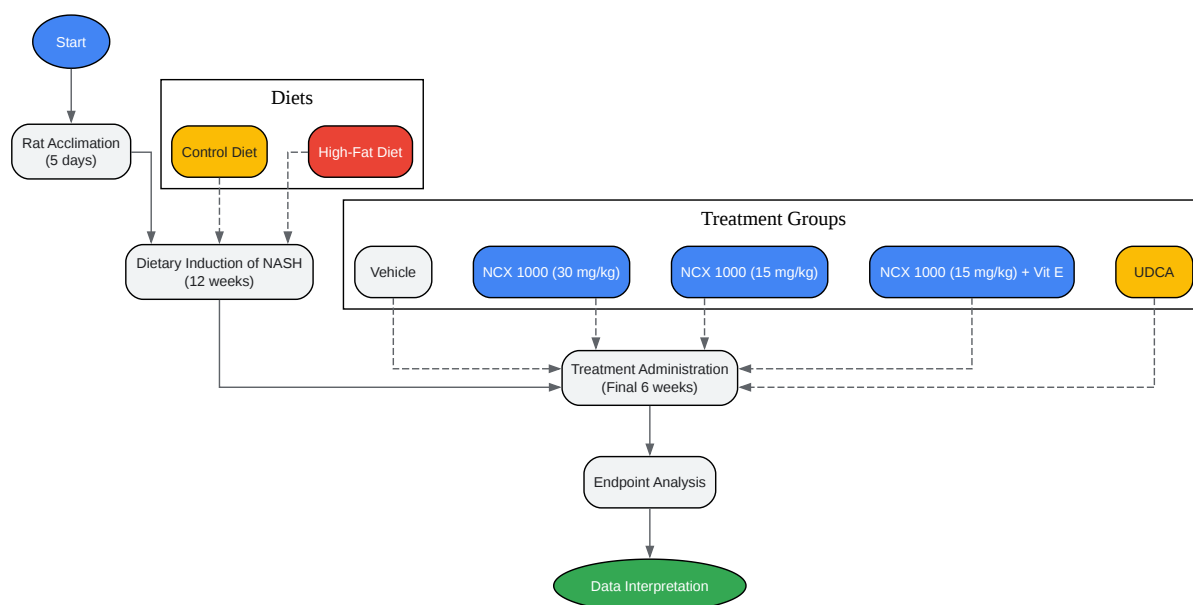 Start
Diets
Rat Acclimation
(5 days)
Control Diet
High-Fat Diet
Treatment Groups
Dietary Induction of NASH
(12 weeks)
Vehicle
NCX 1000 (30 mg/kg)
NCX 1000 (15 mg/kg)
NCX 1000 (15 mg/kg) + Vit E
UDCA
Treatment Administration
(Final 6 weeks)
Endpoint Analysis
Data Interpretation